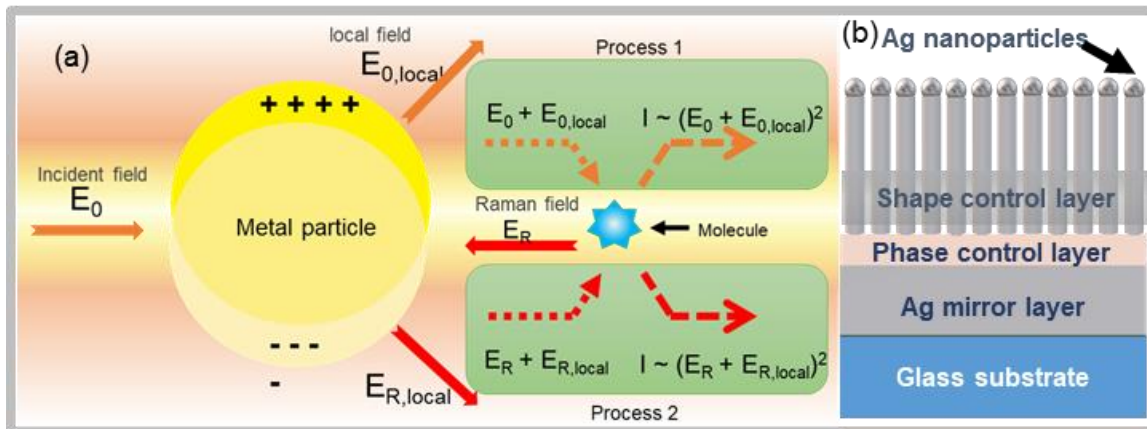 (a)
local field
E0,local
Incident field
E0
+ + + +
Metal particle
- - -
-
ER,local
Process 1
E0 + E0,local
I ~ (E0 + E0,local)2
Raman field
ER
Molecule
ER + ER,local
I ~ (ER + ER,local)2
Process 2
(b)
Ag nanoparticles
Shape control layer
Phase control layer
Ag mirror layer
Glass substrate